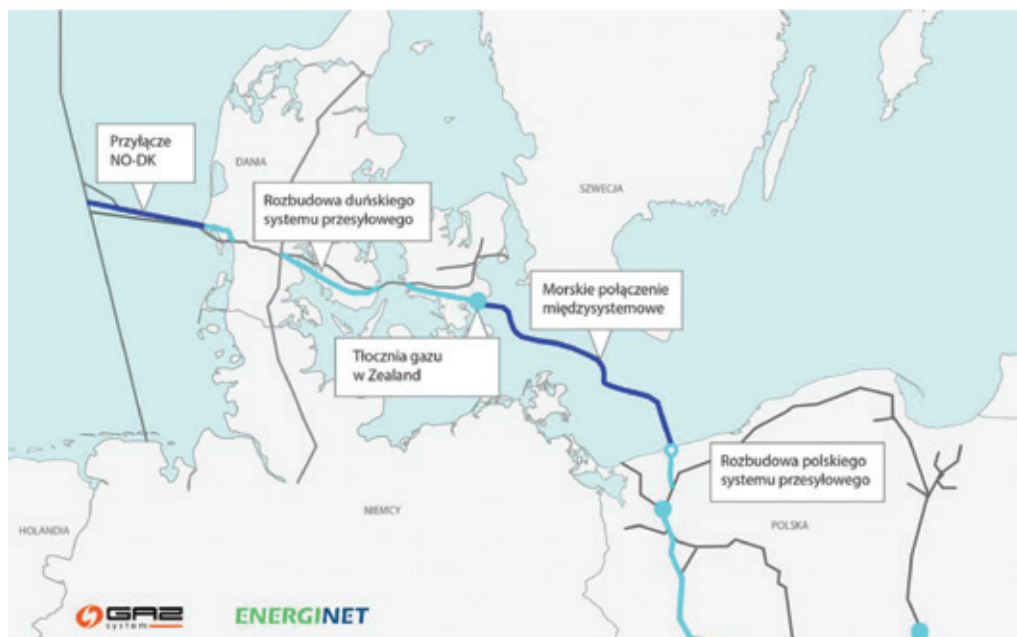 Przyłącze
NO-DK
DANIA
Rozbudowa duńskiego
systemu przesyłowego
SZWECJA
Morskie połączenie
międzysystemowe
Tłocznia gazu
w Zealand
Rozbudowa polskiego
systemu przesyłowego
HOLANDIA
NIEMCY
POLSKA
GAZ
system
ENERGINET